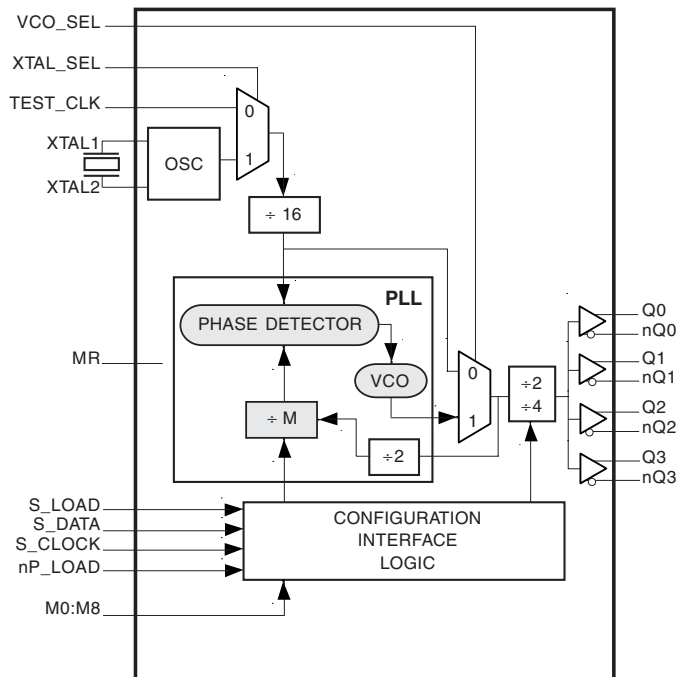 VCO_SEL
XTAL_SEL
TEST_CLK
0
XTAL1
OSC
1
XTAL2
÷ 16
PLL
PHASE DETECTOR
MR
VCO
0
1
÷2
÷4
÷ M
÷2
Q0
nQ0
Q1
nQ1
Q2
nQ2
Q3
nQ3
S_LOAD
S_DATA
S_CLOCK
nP_LOAD
CONFIGURATION
INTERFACE
LOGIC
M0:M8